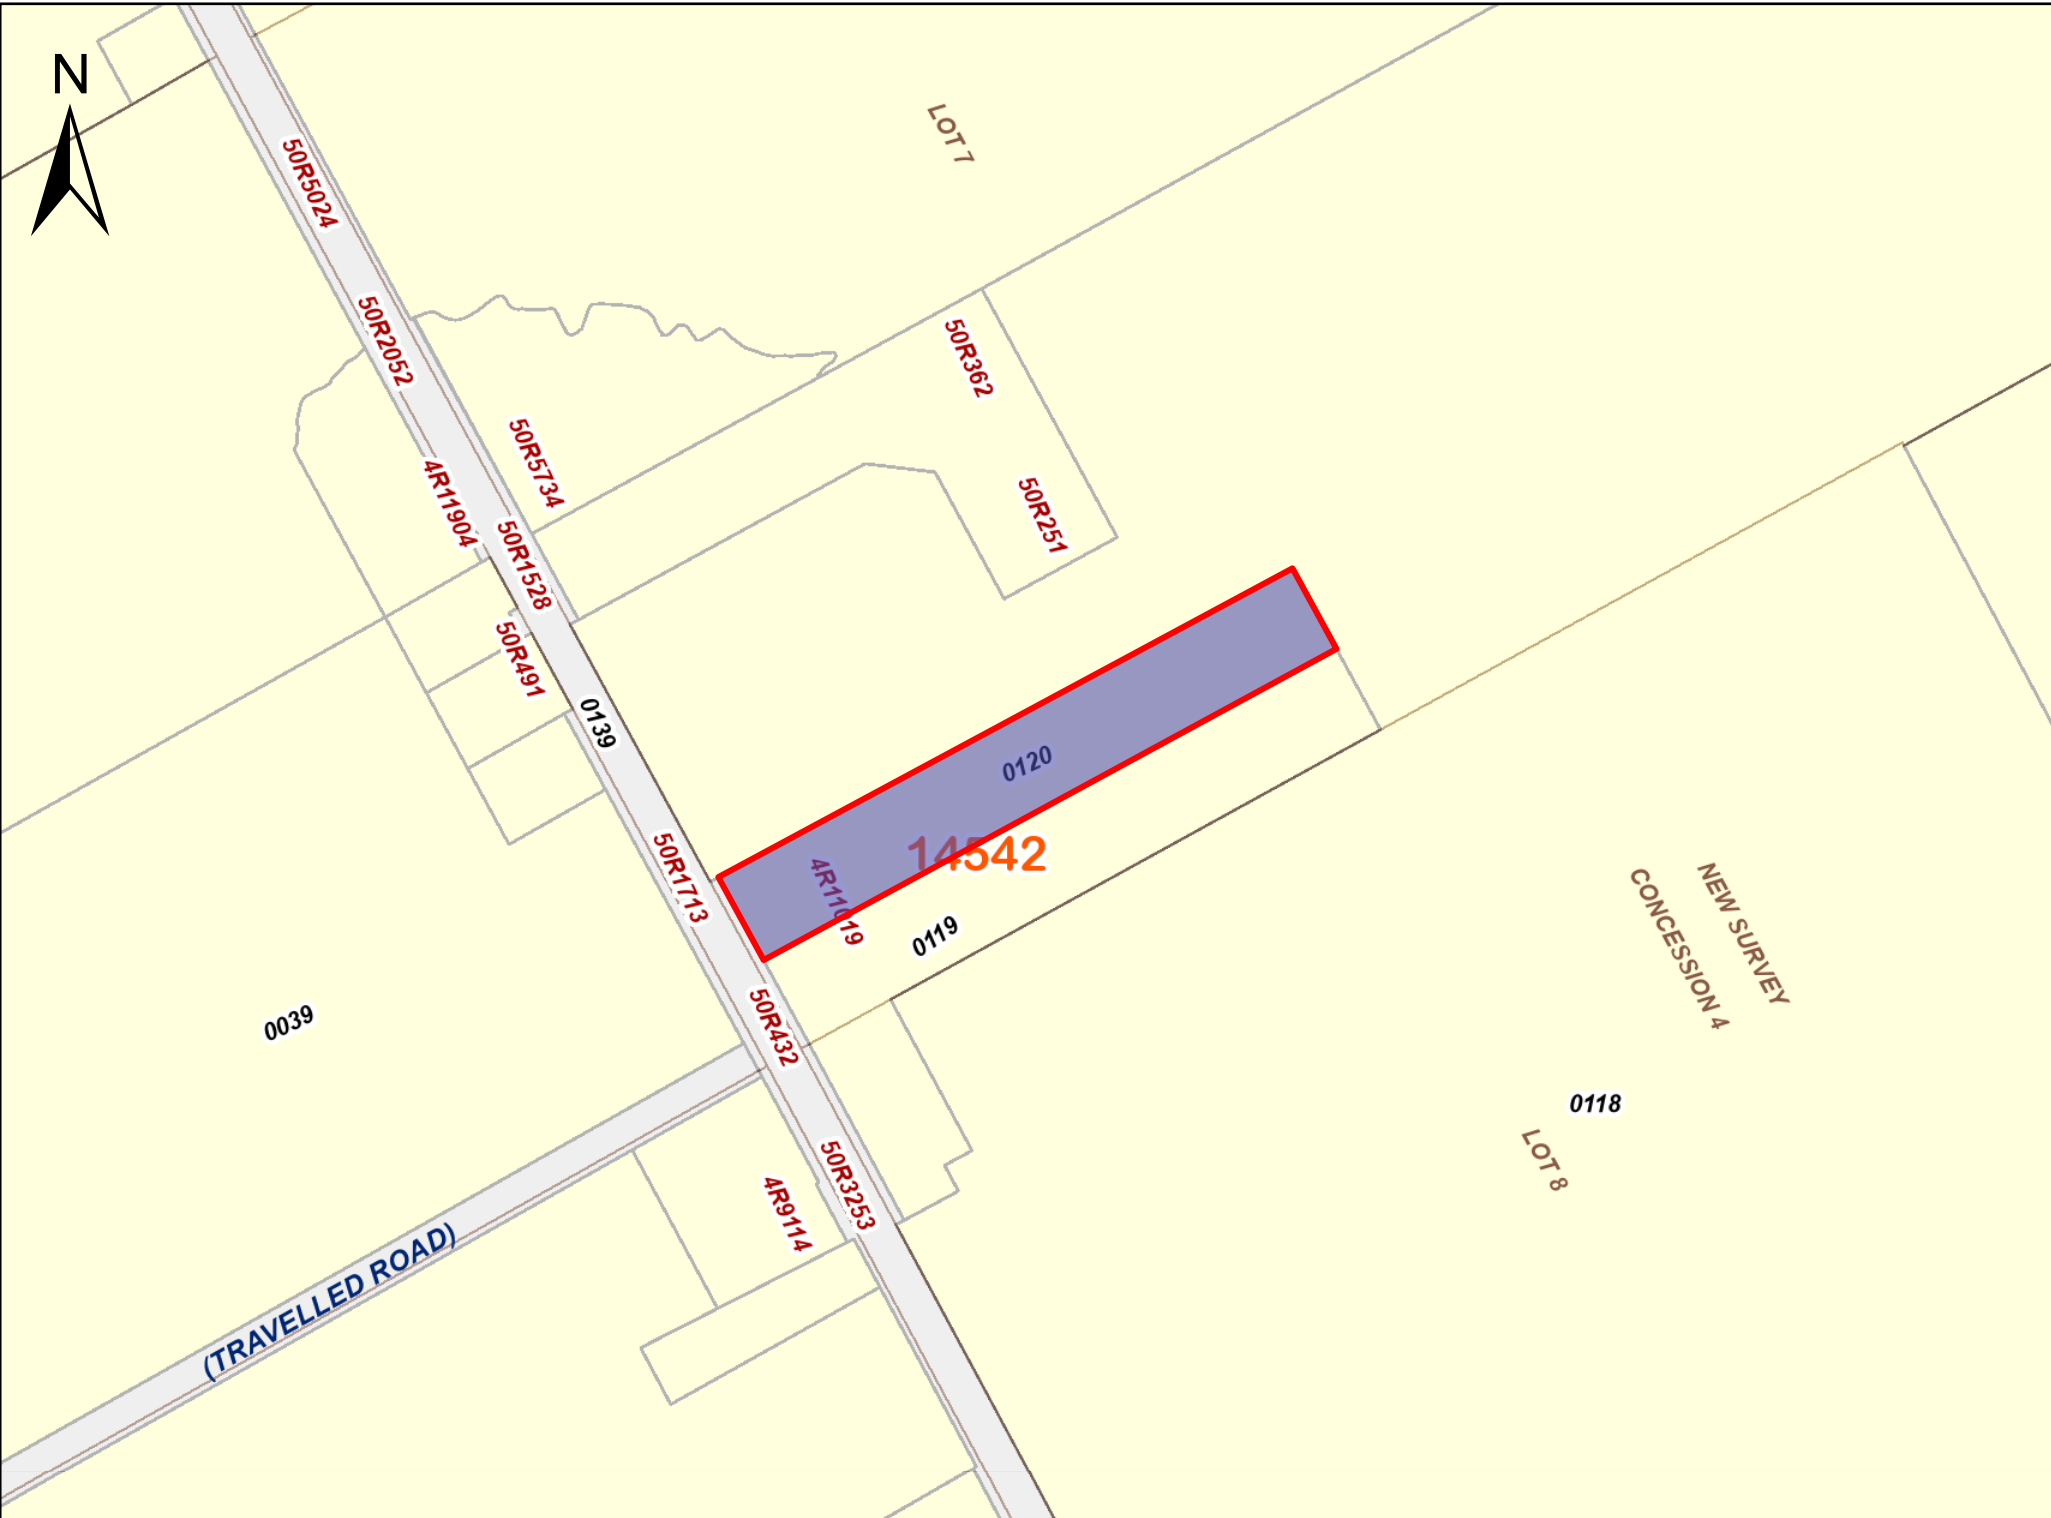 N
LOT 7
50R5024
50R2052
50R362
50R5734
4R11904
50R251
50R1528
50R491
0139
0120
14542
50R1713
4R11019
0119
NEW SURVEY
CONCESSION 4
50R432
0039
0118
LOT 8
50R3253
4R9114
(TRAVELLED ROAD)